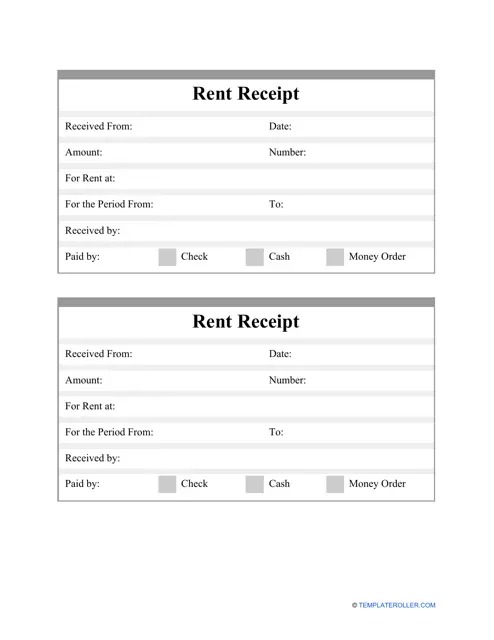 Rent Receipt
Received From: Date:
Amount: Number:
For Rent at:
For the Period From: To:
Received by:
Paid by: Check Cash Money Order
Rent Receipt
Received From: Date:
Amount: Number:
For Rent at:
For the Period From: To:
Received by:
Paid by: Check Cash Money Order
© TEMPLATEROLLER.COM